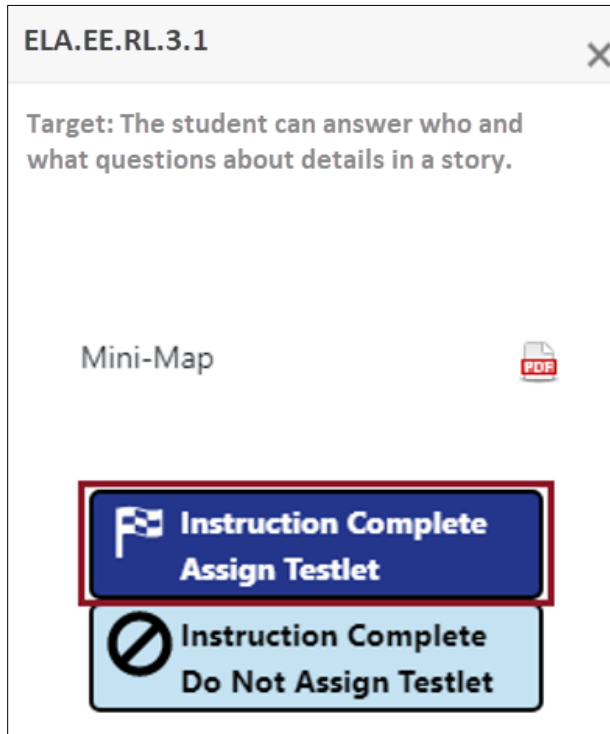 ELA.EE.RL.3.1
Target: The student can answer who and
what questions about details in a story.
Mini-Map
PDF
Instruction Complete
Assign Testlet
Instruction Complete
Do Not Assign Testlet